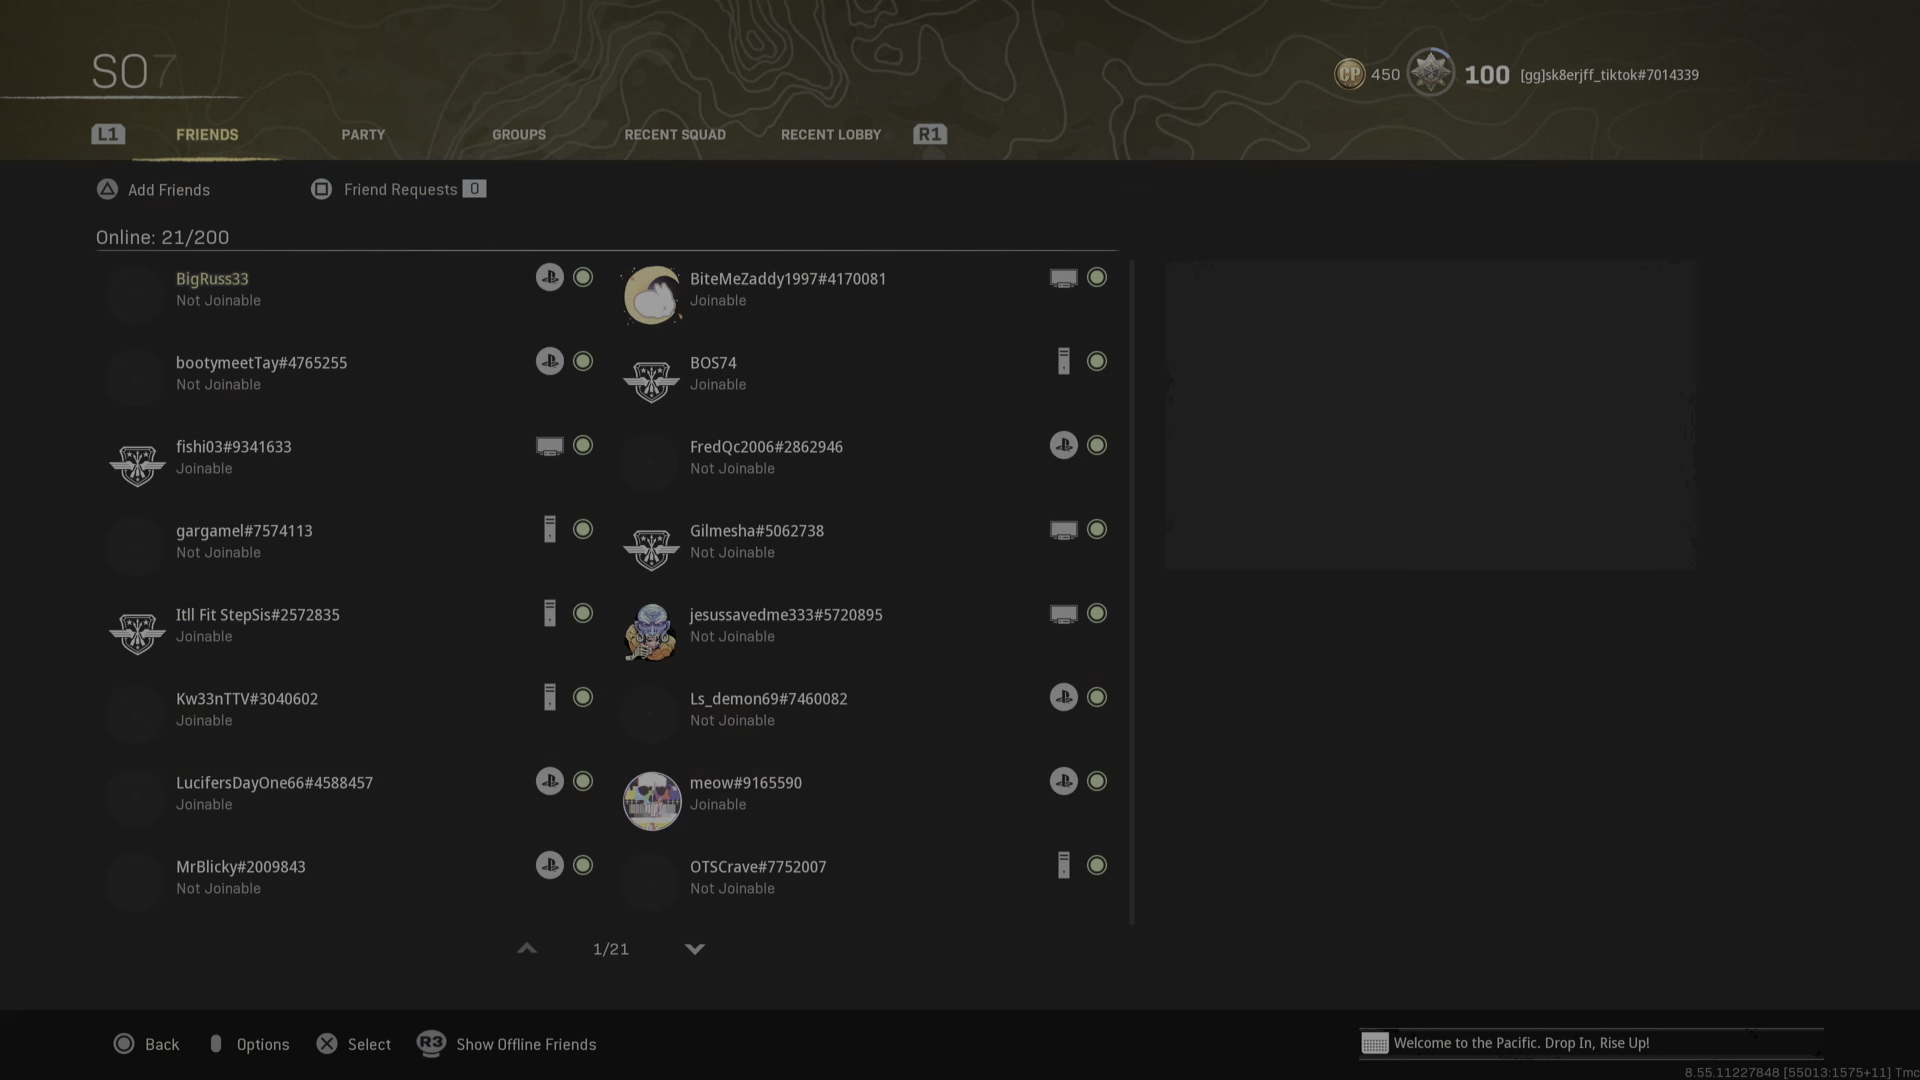 SO7
CP 450 100 [gg]sk8erjff_tiktok#7014339
L1 FRIENDS PARTY GROUPS RECENT SQUAD RECENT LOBBY R1
Add Friends Friend Requests 0
Online: 21/200
BigRuss33
Not Joinable
BiteMeZaddy1997#4170081
Joinable
bootymeetTay#4765255
Not Joinable
BOS74
Joinable
fishi03#9341633
Joinable
FredQc2006#2862946
Not Joinable
gargamel#7574113
Not Joinable
Gilmesha#5062738
Not Joinable
Itll Fit StepSis#2572835
Joinable
jesussavedme333#5720895
Not Joinable
Kw33nTTV#3040602
Joinable
Ls_demon69#7460082
Not Joinable
LucifersDayOne66#4588457
Joinable
meow#9165590
Joinable
MrBlicky#2009843
Not Joinable
OTSCrave#7752007
Not Joinable
1/21
Back Options Select R3 Show Offline Friends
Welcome to the Pacific. Drop In, Rise Up!
8.55.11227848 [55013:1575+11] Tmc